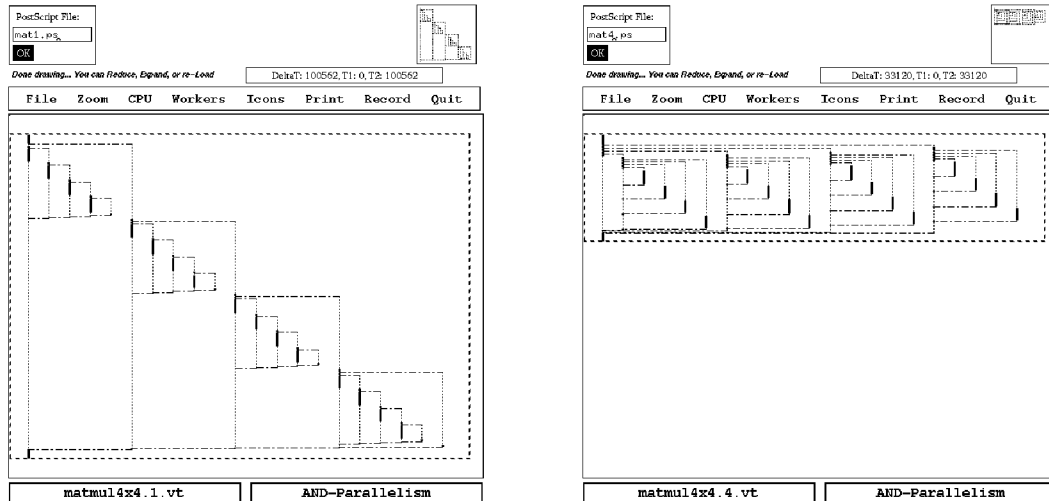 PostScript File:
mat1.ps
OK
Done drawing... You can Reduce, Expand, or re-Load
DeltaT: 100562, T1: 0, T2: 100562
File Zoom CPU Workers Icons Print Record Quit
matmul4x4.1.vt
AND-Parallelism
PostScript File:
mat4.ps
OK
Done drawing... You can Reduce, Expand, or re-Load
DeltaT: 33120, T1: 0, T2: 33120
File Zoom CPU Workers Icons Print Record Quit
matmul4x4.4.vt
AND-Parallelism